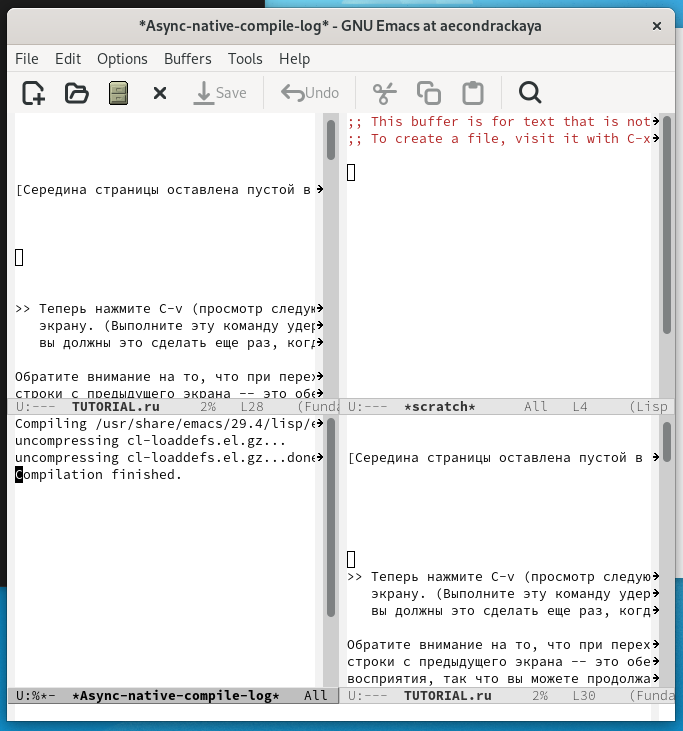 *Async-native-compile-log* - GNU Emacs at aecondrackaya
File Edit Options Buffers Tools Help
Save Undo
[Середина страницы оставлена пустой в
>> Теперь нажмите C-v (просмотр
экрану. (Выполните эту команду
вы должны это сделать еще раз,
Обратите внимание на то, что при
строки с предыдущего экрана -- это
U:--- TUTORIAL.ru 2% L28
;; This buffer is for text that is not
;; To create a file, visit it with C-x
U:--- *scratch* All L4 (Lisp
Compiling /usr/share/emacs/29.4/lisp/
uncompressing cl-loaddefs.el.gz...
uncompressing cl-loaddefs.el.gz...done
Compilation finished.
U:%*- *Async-native-compile-log* All
[Середина страницы оставлена пустой в
>> Теперь нажмите C-v (просмотр следую
экрану. (Выполните эту команду удер
вы должны это сделать еще раз, когд
Обратите внимание на то, что при перех
строки с предыдущего экрана -- это обе
восприятия, так что вы можете продолжа
U:--- TUTORIAL.ru 2% L30 (Funda